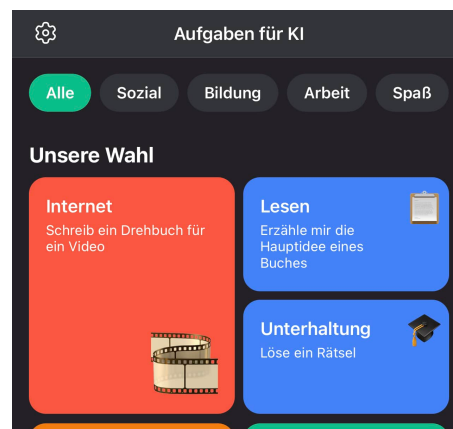 Aufgaben für KI
Alle
Sozial
Bildung
Arbeit
Spaß
Unsere Wahl
Internet
Schreib ein Drehbuch für
ein Video
Lesen
Erzähle mir die
Hauptidee eines
Buches
Unterhaltung
Löse ein Rätsel